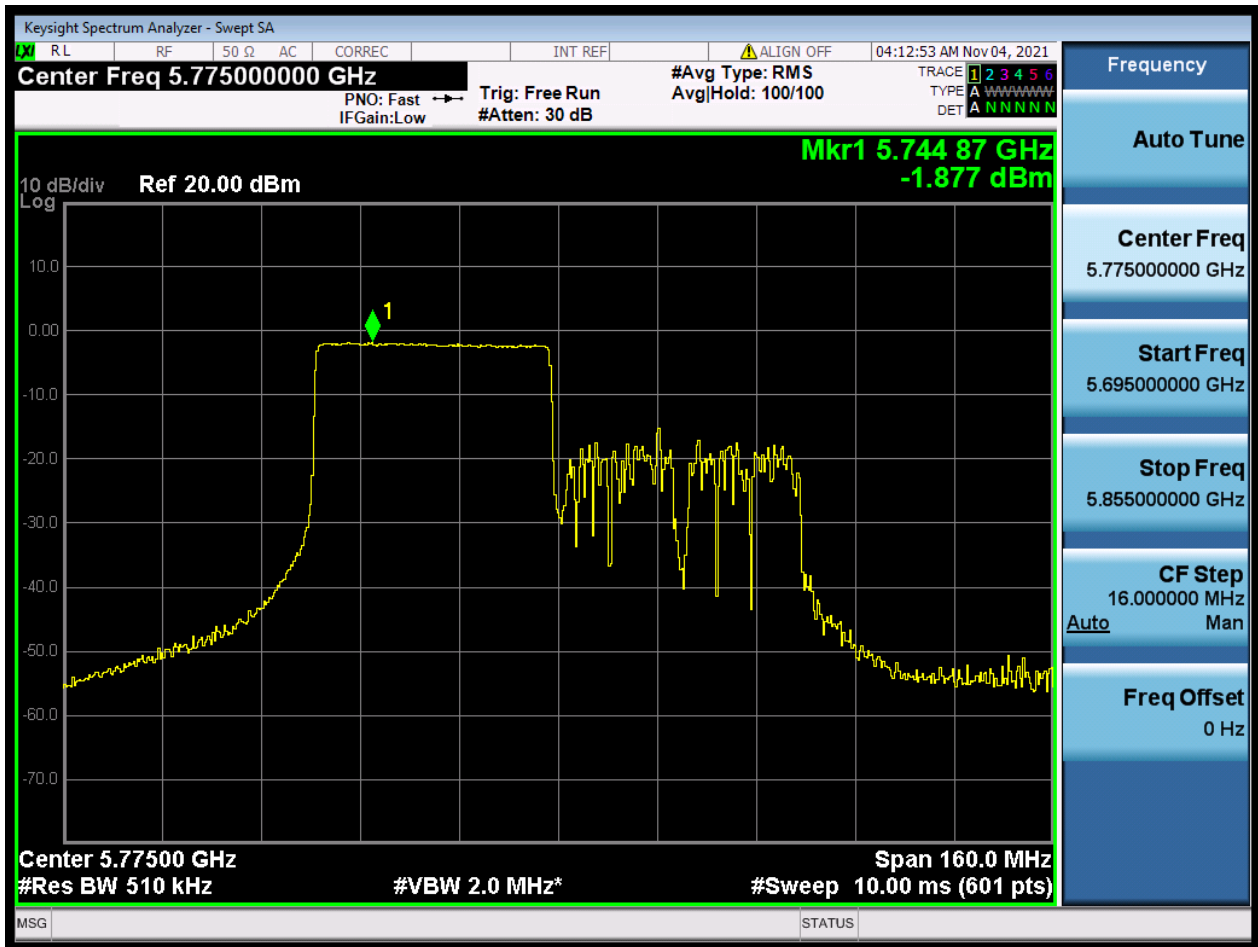 Keysight Spectrum Analyzer - Swept SA
LXI RL RF 50 Ω AC CORREC INT REF ALIGN OFF 04:12:53 AM Nov 04, 2021
Center Freq 5.775000000 GHz
PNO: Fast
IFGain:Low
Trig: Free Run
#Atten: 30 dB
#Avg Type: RMS
Avg|Hold: 100/100
TRACE 1 2 3 4 5 6
TYPE A WWWWW
DET A N N N N N
Mkr1 5.744 87 GHz
-1.877 dBm
10 dB/div Ref 20.00 dBm
Log
1
10.0
0.00
-10.0
-20.0
-30.0
-40.0
-50.0
-60.0
-70.0
Center 5.77500 GHz Span 160.0 MHz
#Res BW 510 kHz #VBW 2.0 MHz* #Sweep 10.00 ms (601 pts)
MSG STATUS
Frequency
Auto Tune
Center Freq
5.775000000 GHz
Start Freq
5.695000000 GHz
Stop Freq
5.855000000 GHz
CF Step
16.000000 MHz
Auto Man
Freq Offset
0 Hz